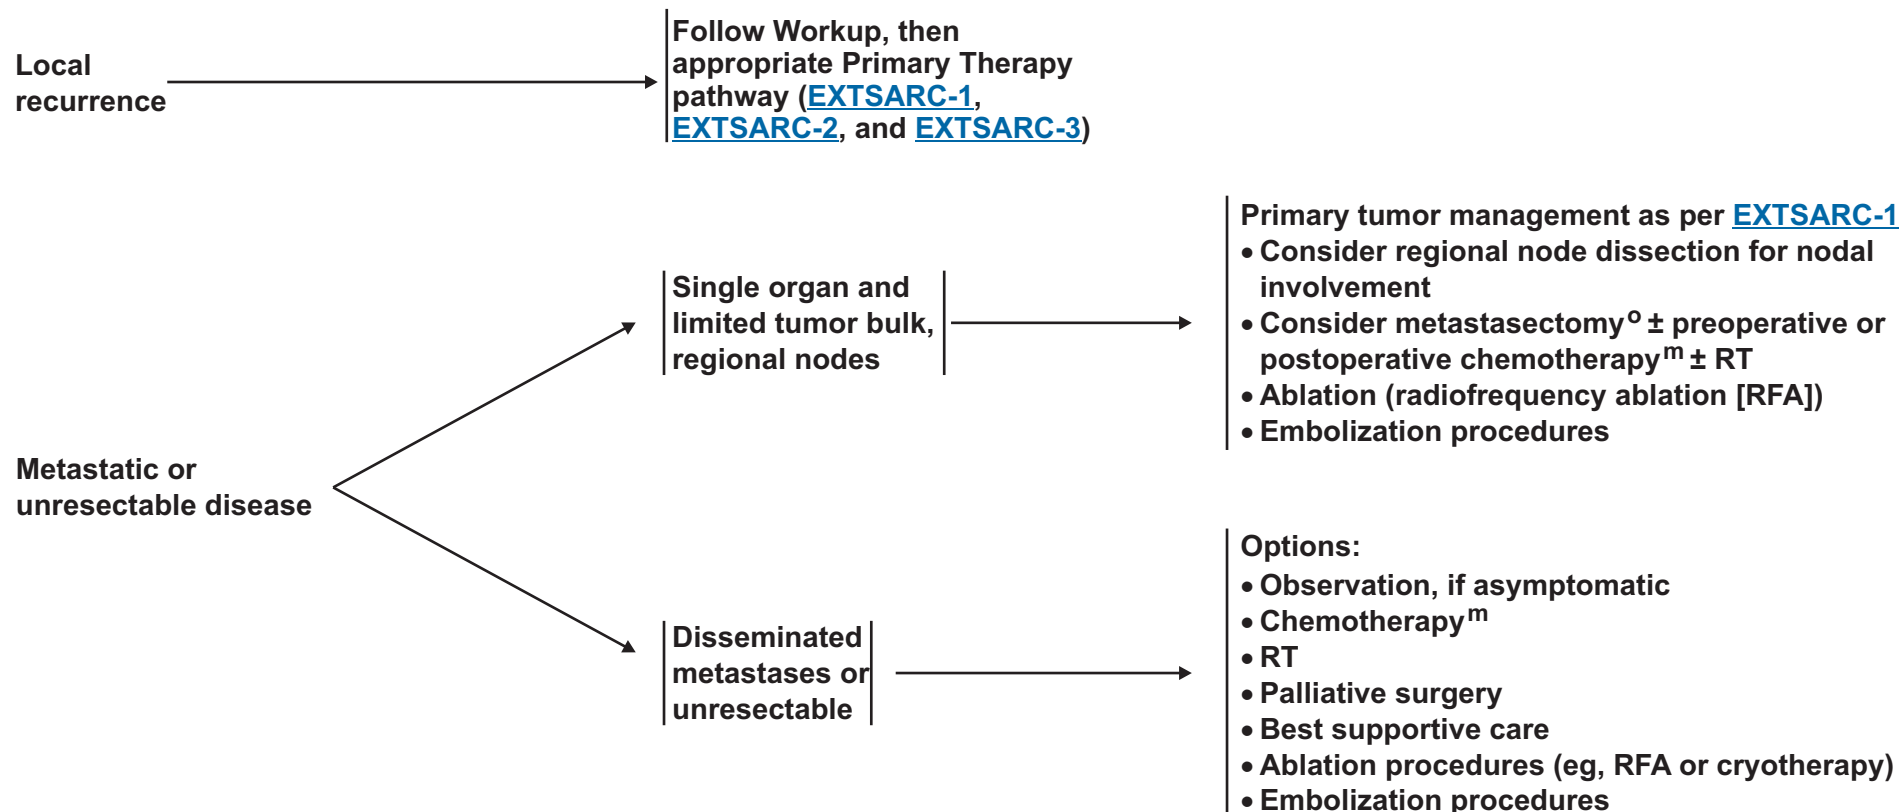 Local
recurrence
Follow Workup, then
appropriate Primary Therapy
pathway (EXTSARC-1,
EXTSARC-2, and EXTSARC-3)
Metastatic or
unresectable disease
Single organ and
limited tumor bulk,
regional nodes
Primary tumor management as per EXTSARC-1
• Consider regional node dissection for nodal
involvement
• Consider metastasectomy^o ± preoperative or
postoperative chemotherapy^m ± RT
• Ablation (radiofrequency ablation [RFA])
• Embolization procedures
Disseminated
metastases or
unresectable
Options:
• Observation, if asymptomatic
• Chemotherapy^m
• RT
• Palliative surgery
• Best supportive care
• Ablation procedures (eg, RFA or cryotherapy)
• Embolization procedures